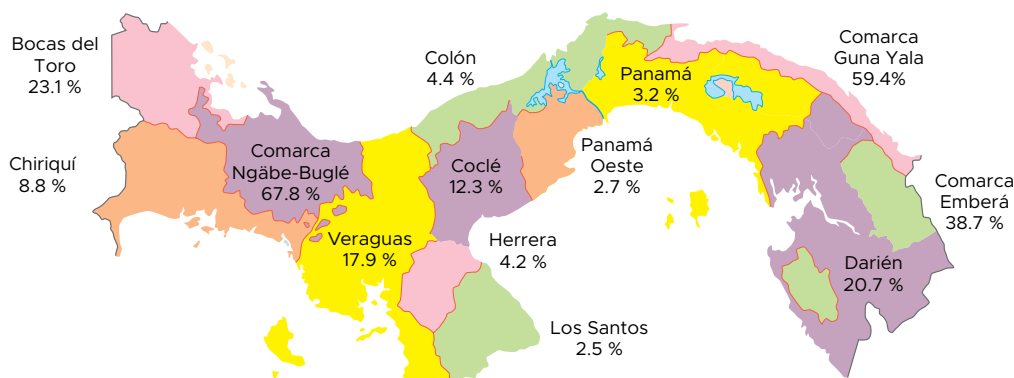 Bocas del
Toro
23.1 %
Chiriquí
8.8 %
Comarca
Ngäbe-Buglé
67.8 %
Veraguas
17.9 %
Colón
4.4 %
Coclé
12.3 %
Herrera
4.2 %
Los Santos
2.5 %
Panamá
Oeste
2.7 %
Panamá
3.2 %
Comarca
Guna Yala
59.4%
Comarca
Emberá
38.7 %
Darién
20.7 %